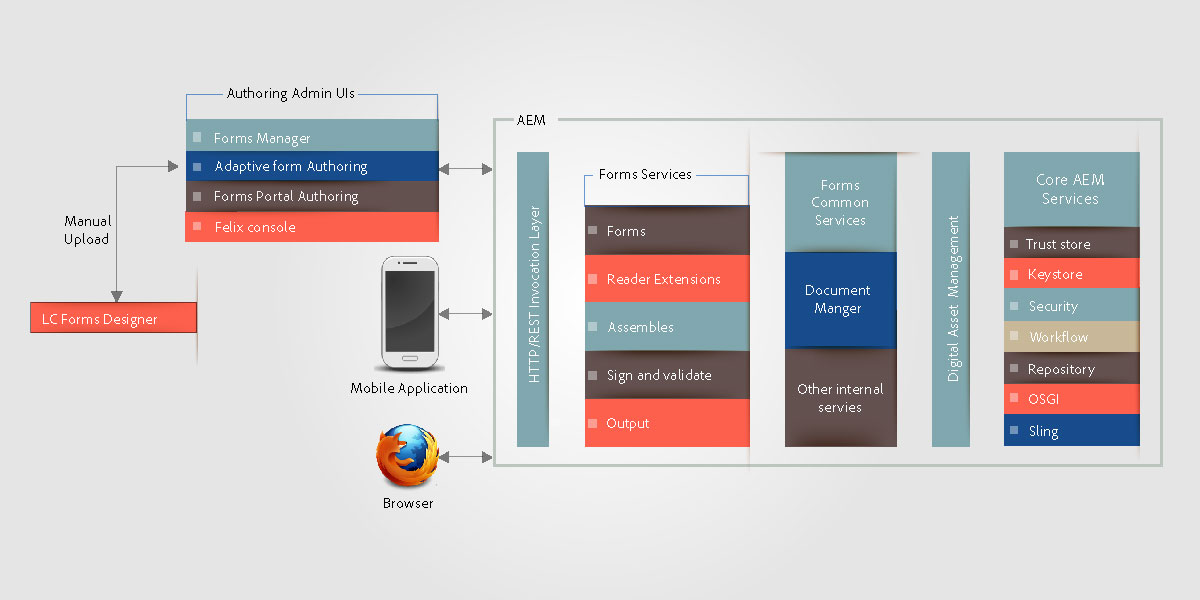 Authoring Admin UIs
Forms Manager
Adaptive form Authoring
Forms Portal Authoring
Felix console
Manual
Upload
LC Forms Designer
Mobile Application
Browser
AEM
HTTP/REST Invocation Layer
Forms Services
Forms
Reader Extensions
Assembles
Sign and validate
Output
Forms
Common
Services
Document
Manger
Other internal
servies
Digital Asset Management
Core AEM
Services
Trust store
Keystore
Security
Workflow
Repository
OSGI
Sling